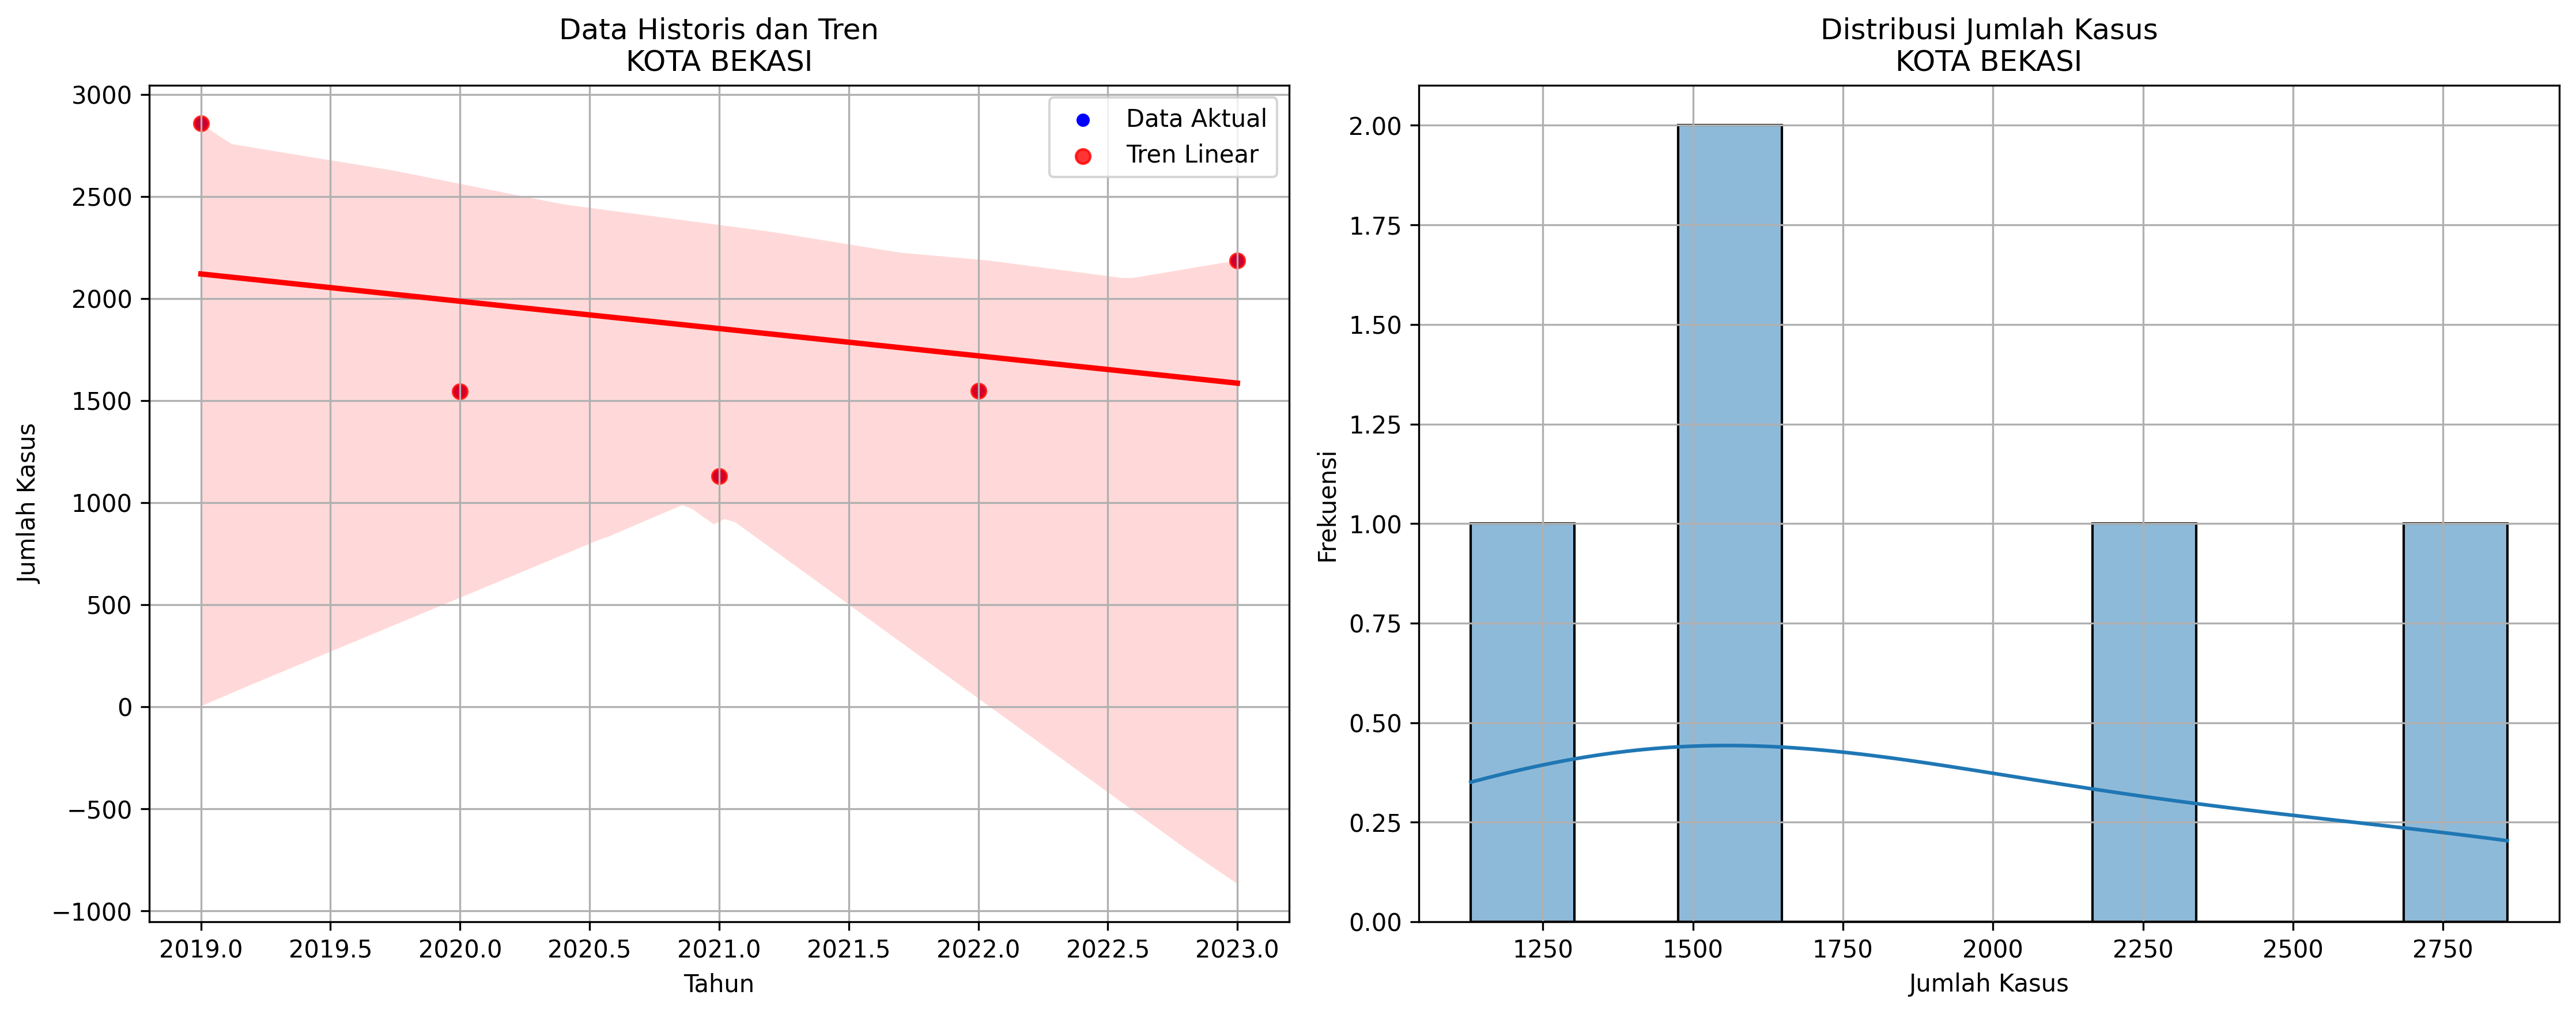 Data Historis dan Tren
KOTA BEKASI
Data Aktual
Tren Linear
Jumlah Kasus
3000
2500
2000
1500
1000
500
0
−500
−1000
2019.0 2019.5 2020.0 2020.5 2021.0 2021.5 2022.0 2022.5 2023.0
Tahun
Distribusi Jumlah Kasus
KOTA BEKASI
Frekuensi
2.00
1.75
1.50
1.25
1.00
0.75
0.50
0.25
0.00
1250 1500 1750 2000 2250 2500 2750
Jumlah Kasus